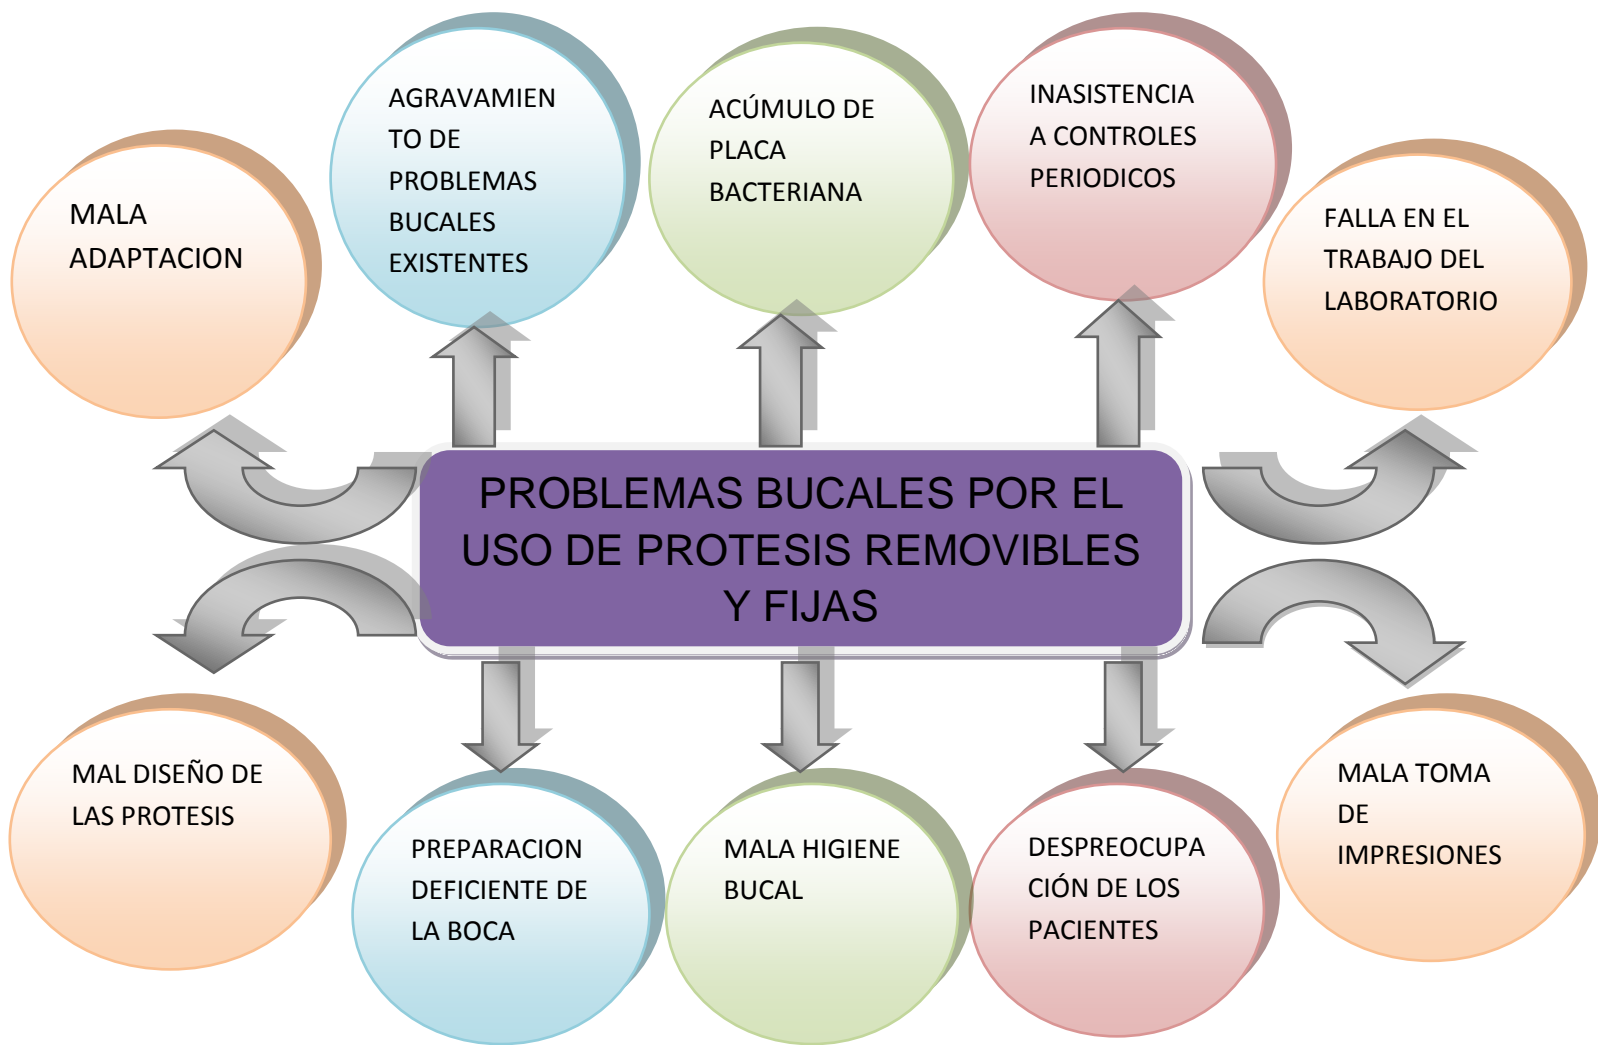 MALA
ADAPTACION
AGRAVAMIEN
TO DE
PROBLEMAS
BUCALES
EXISTENTES
ACÚMULO DE
PLACA
BACTERIANA
INASISTENCIA
A CONTROLES
PERIODICOS
FALLA EN EL
TRABAJO DEL
LABORATORIO
PROBLEMAS BUCALES POR EL
USO DE PROTESIS REMOVIBLES
Y FIJAS
MAL DISEÑO DE
LAS PROTESIS
PREPARACION
DEFICIENTE DE
LA BOCA
MALA HIGIENE
BUCAL
DESPREOCUPA
CIÓN DE LOS
PACIENTES
MALA TOMA
DE
IMPRESIONES